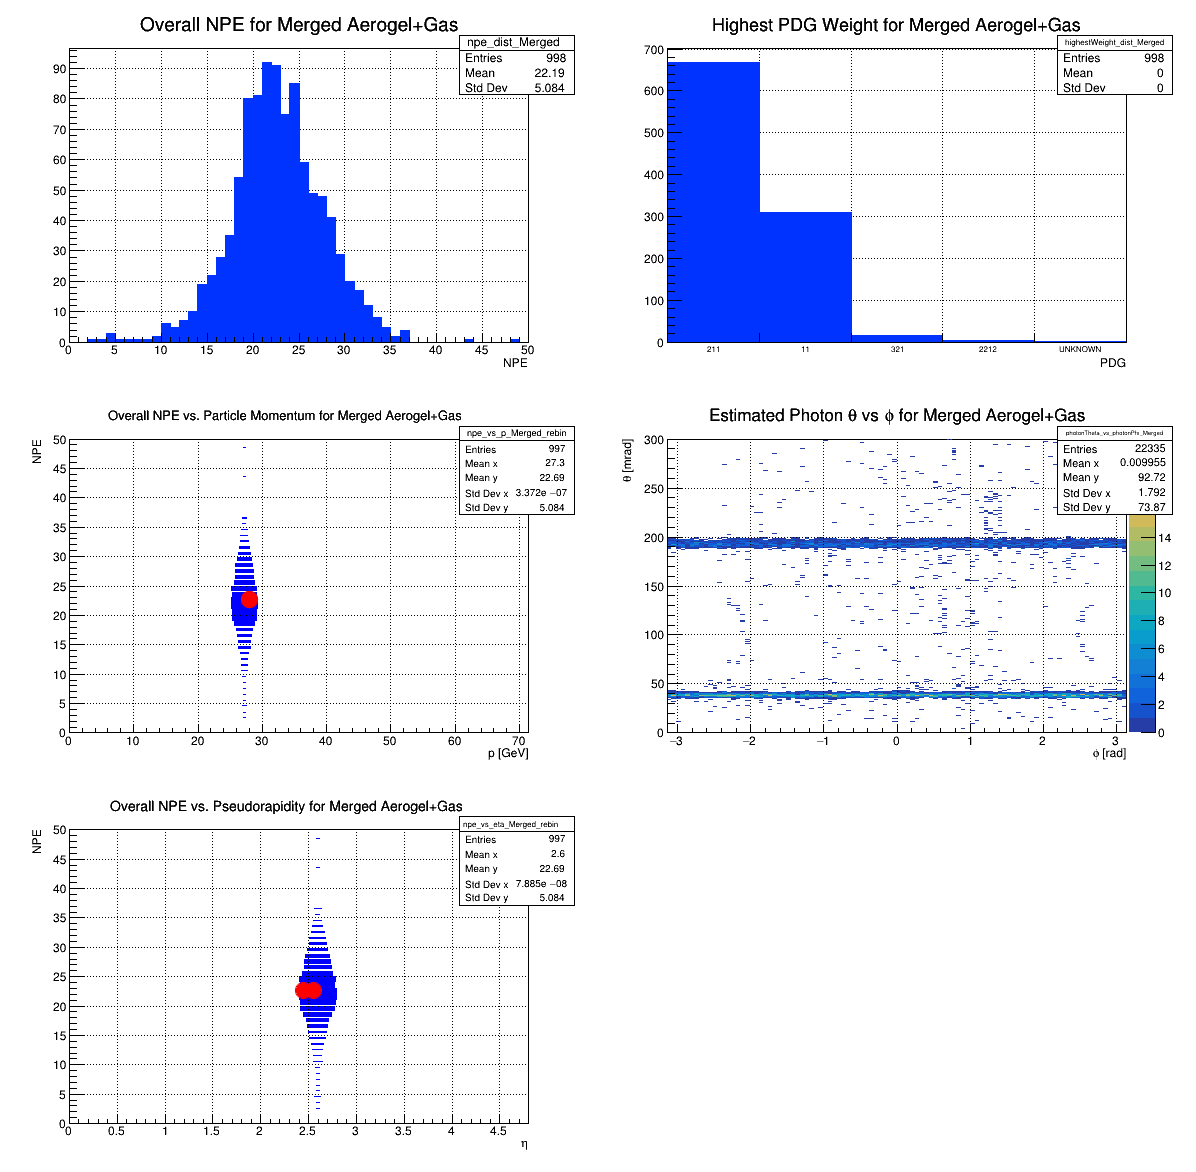 Overall NPE for Merged Aerogel+Gas
npe_dist_Merged
Entries 998
Mean 22.19
Std Dev 5.084
90
80
70
60
50
40
30
20
10
0
0 5 10 15 20 25 30 35 40 45 50
NPE
Highest PDG Weight for Merged Aerogel+Gas
highestWeight_dist_Merged
Entries 998
Mean 0
Std Dev 0
700
600
500
400
300
200
100
0
211 11 321 2212 UNKNOWN
PDG
Overall NPE vs. Particle Momentum for Merged Aerogel+Gas
NPE
npe_vs_p_Merged_rebin
Entries 997
Mean x 27.3
Mean y 22.69
Std Dev x 3.372e −07
Std Dev y 5.084
50
45
40
35
30
25
20
15
10
5
0
0 10 20 30 40 50 60 70
p [GeV]
Estimated Photon θ vs ϕ for Merged Aerogel+Gas
θ [mrad]
photonTheta_vs_photonPhi_Merged
Entries 22335
Mean x 0.009955
Mean y 92.72
Std Dev x 1.792
Std Dev y 73.87
300
250
200
150
100
50
0
−3 −2 −1 0 1 2 3
ϕ [rad]
14
12
10
8
6
4
2
0
Overall NPE vs. Pseudorapidity for Merged Aerogel+Gas
NPE
npe_vs_eta_Merged_rebin
Entries 997
Mean x 2.6
Mean y 22.69
Std Dev x 7.885e −08
Std Dev y 5.084
50
45
40
35
30
25
20
15
10
5
0
0 0.5 1 1.5 2 2.5 3 3.5 4 4.5
η